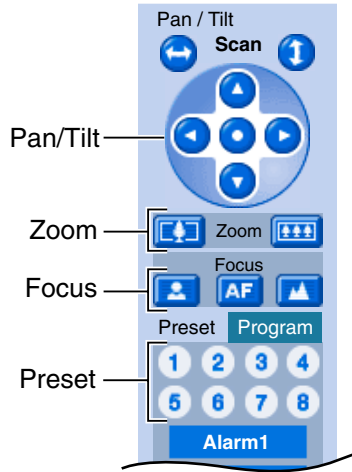 Pan / Tilt
Scan
Pan/Tilt
Zoom
Zoom
Focus
Focus
AF
Preset Program
Preset
1 2 3 4
5 6 7 8
Alarm1